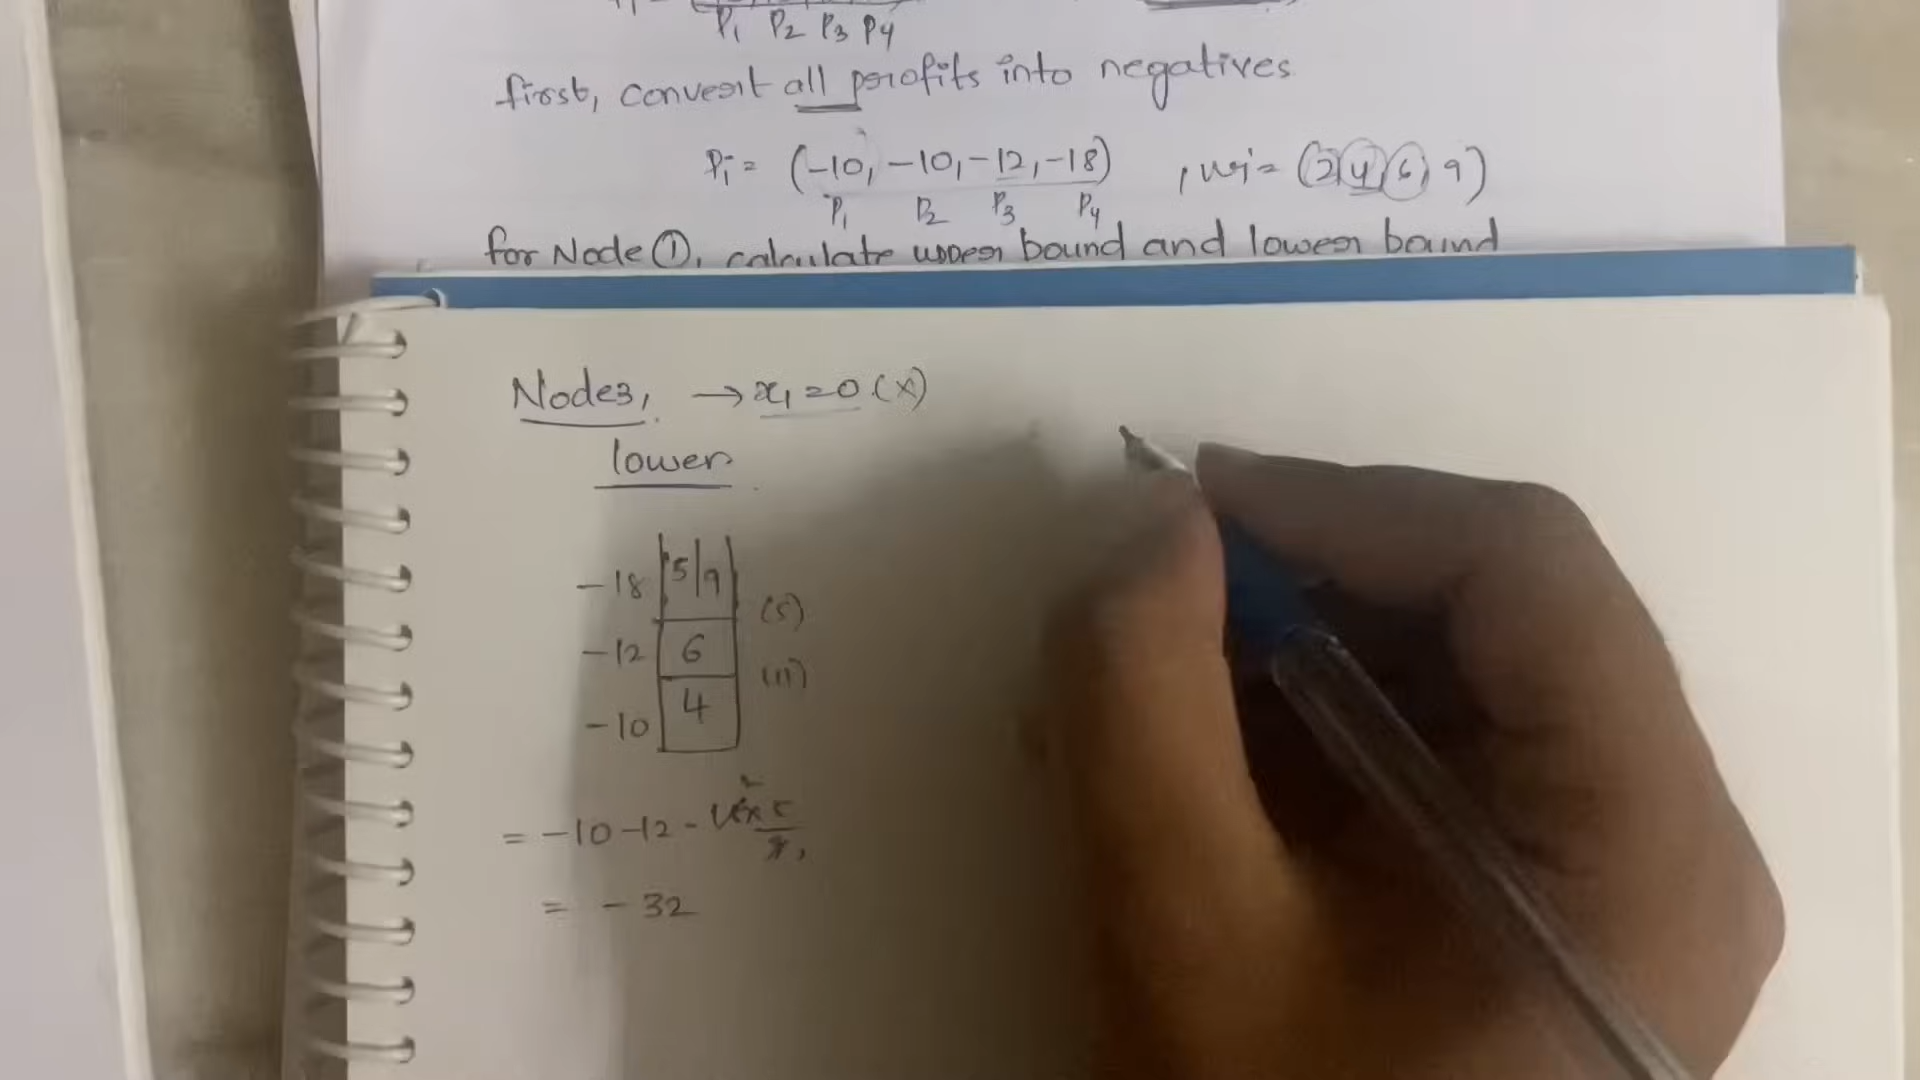 P₁ P₂ P₃ P₄
first, convert all profits into negatives
Pi = (-10, -10, -12, -18) , wi = (2, 4, 6, 9)
P₁ P₂ P₃ P₄
for Node ①, calculate upper bound and lower bound
Node3, → x₁ = 0 (x)
lower
-18 5|9
(5)
-12 6
(11)
-10 4
= -10 -12 -
= -32